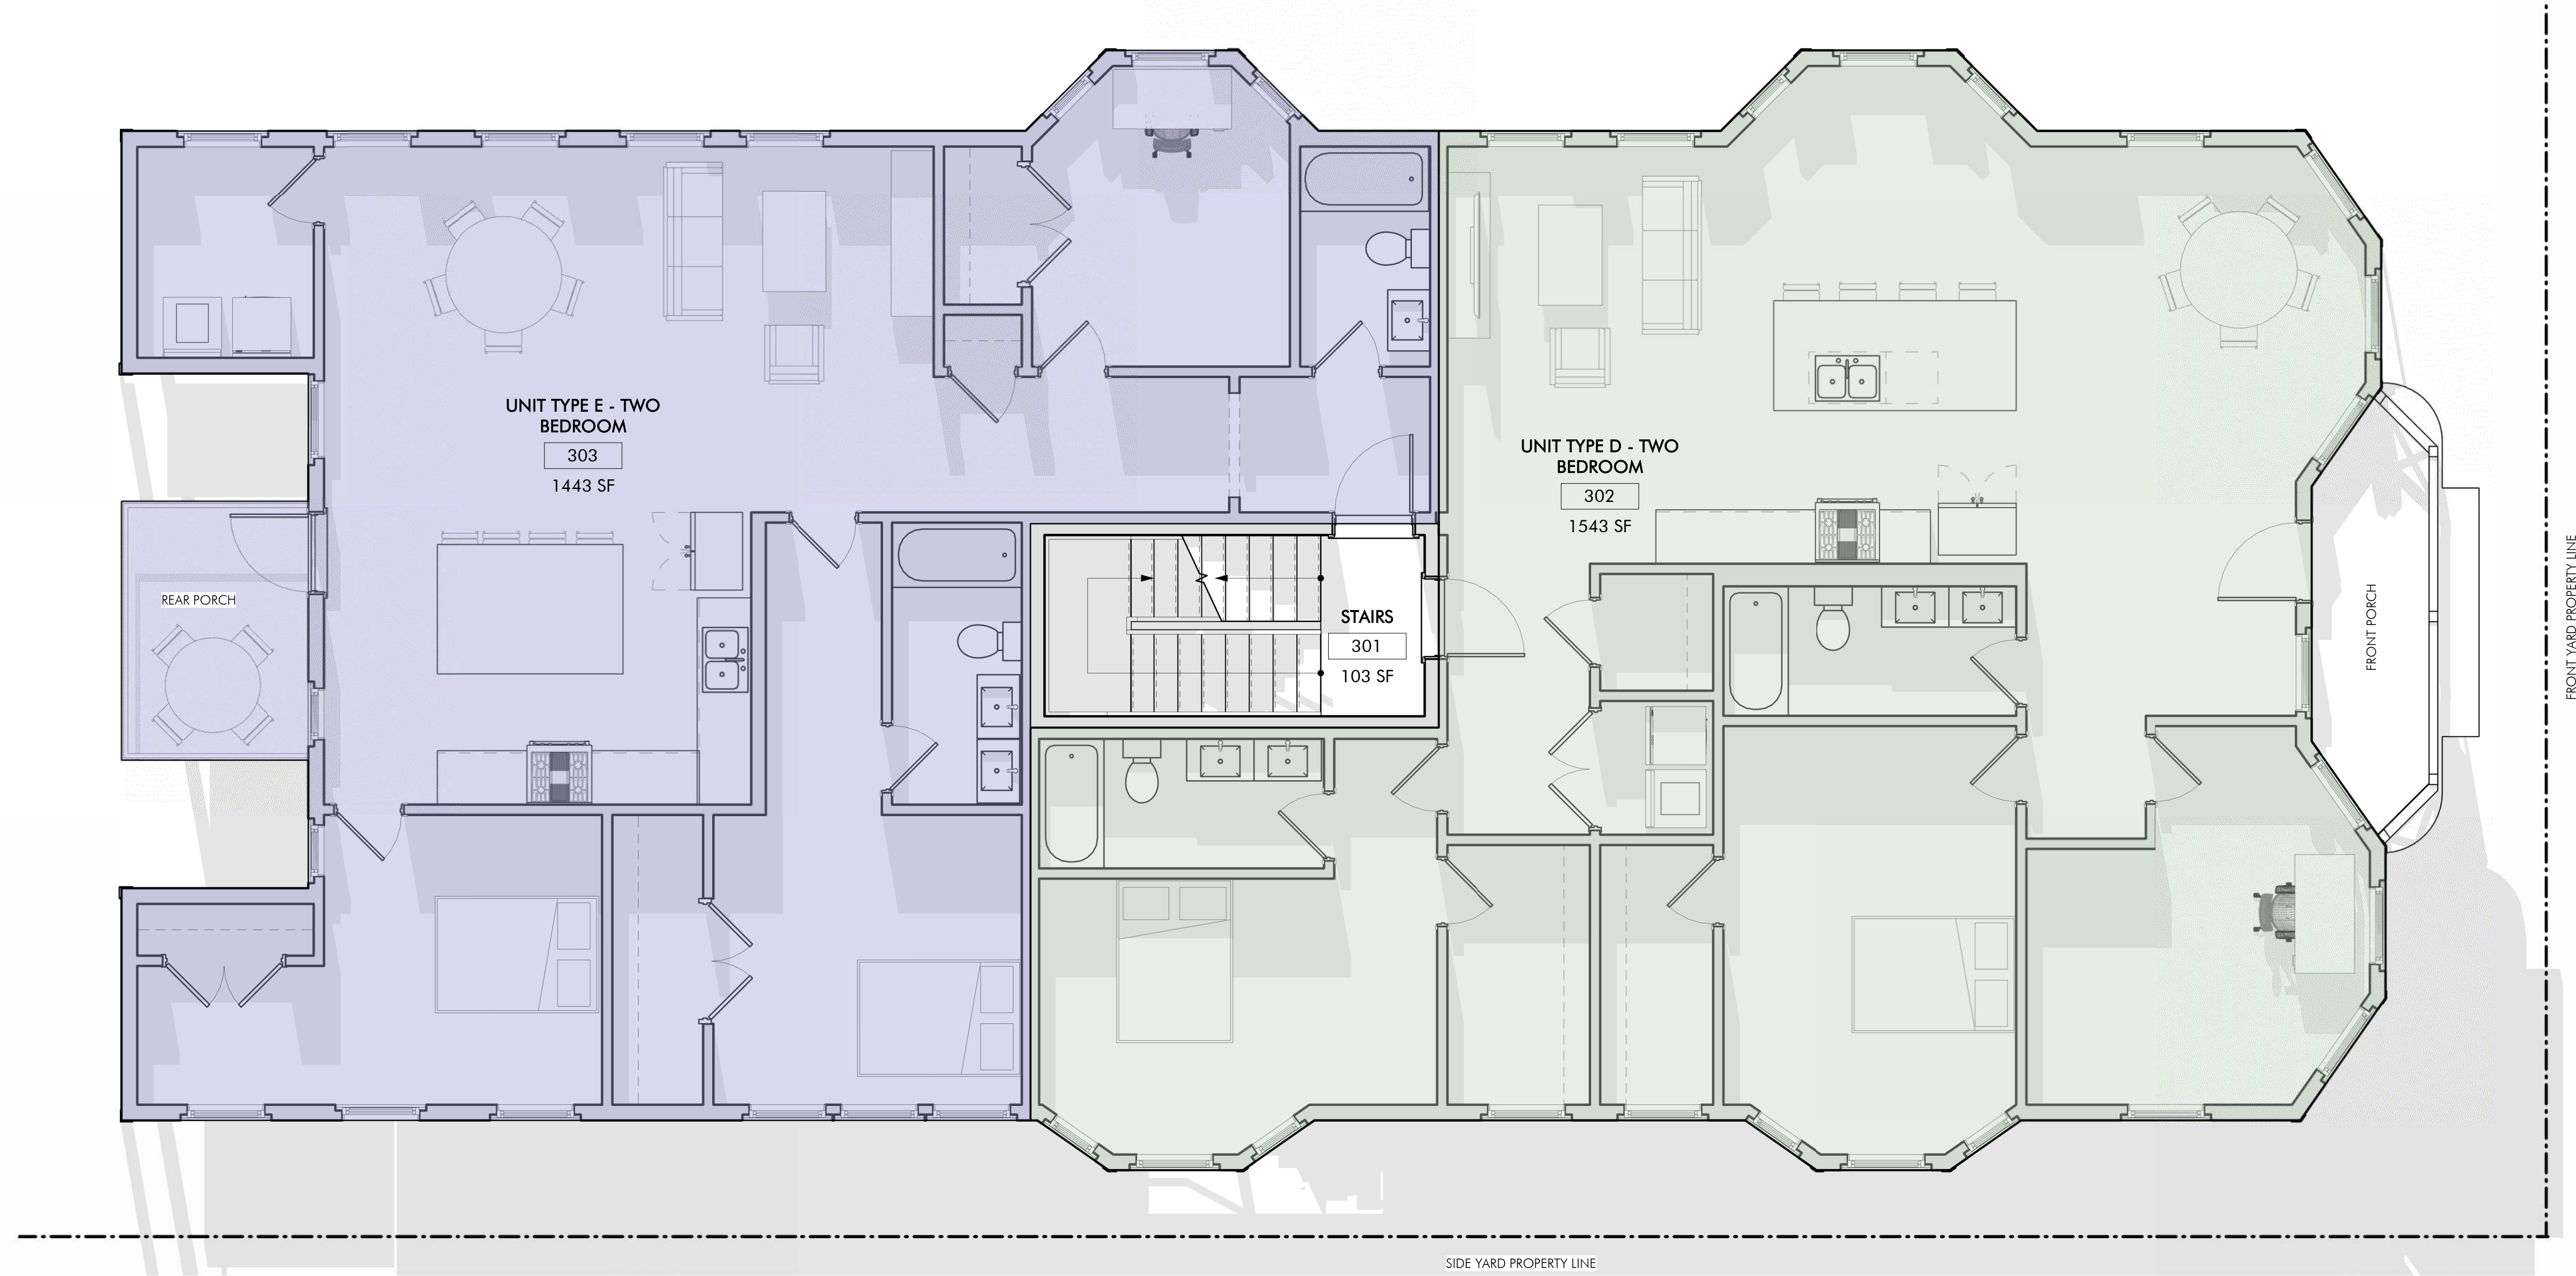 UNIT TYPE E - TWO
BEDROOM
303
1443 SF
UNIT TYPE D - TWO
BEDROOM
302
1543 SF
REAR PORCH
STAIRS
301
103 SF
FRONT PORCH
FRONT YARD PROPERTY LINE
SIDE YARD PROPERTY LINE